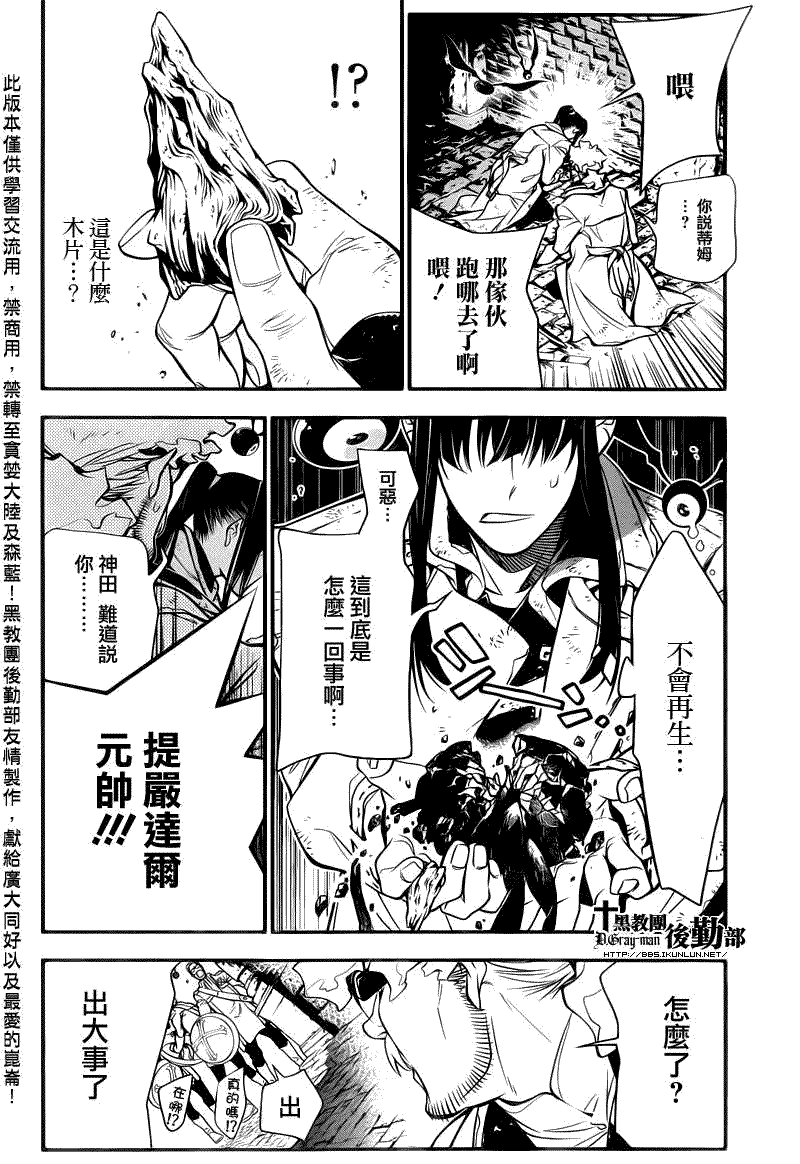 喂
你說蒂姆
…?
那傢伙
跑哪去了啊
喂!
!?
這是什麼
木片…?
不會再生…
可惡…
這到底是
怎麼一回事啊…
神田 難道說
你………
提嚴達爾
元帥!!!
怎麼了?
出
出大事了
真的嗎!?
在哪!?
黑教團
D.Gray-man 後勤部
HTTP://BBS.IKUNLUN.NET/
此版本僅供學習交流用,禁商用,禁轉至貪婪大陸及森藍!黑教團後勤部友情製作,獻給廣大同好以及最愛的崑崙!